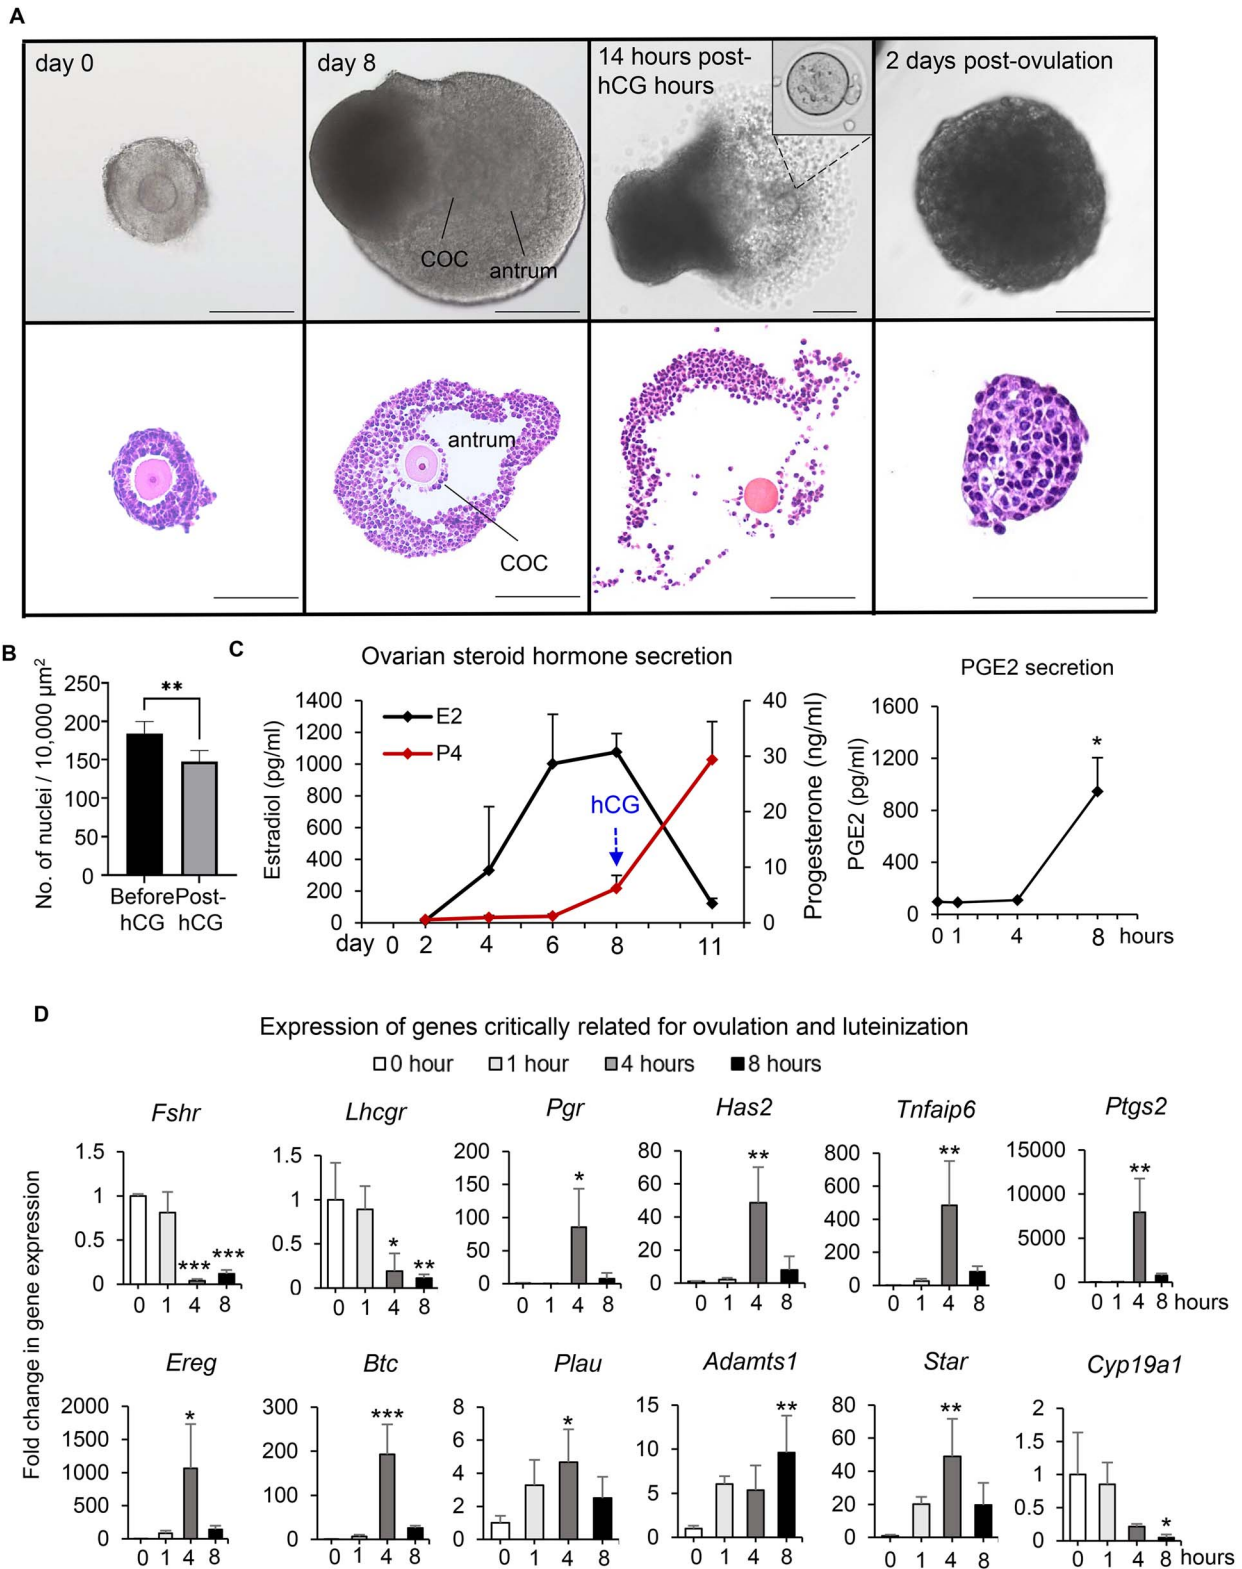 A
day 0
day 8
14 hours post-
hCG hours
2 days post-ovulation
COC
antrum
antrum
COC
B
No. of nuclei / 10,000 µm2
250
200
150
100
50
0
**
Before
hCG
Post-
hCG
C
Ovarian steroid hormone secretion
Estradiol (pg/ml)
1400
1200
1000
800
600
400
200
0
E2
P4
hCG
40
30
20
10
0
Progesterone (ng/ml)
day 0 2 4 6 8 11
PGE2 secretion
PGE2 (pg/ml)
1600
1200
800
400
0
*
0 1 4 8 hours
D
Expression of genes critically related for ovulation and luteinization
0 hour 1 hour 4 hours 8 hours
Fold change in gene expression
Fshr
1.5
1
0.5
0
*** ***
0 1 4 8
Lhcgr
1.5
1
0.5
0
* **
0 1 4 8
Pgr
200
150
100
50
0
*
0 1 4 8
Has2
80
60
40
20
0
**
0 1 4 8
Tnfaip6
800
600
400
200
0
**
0 1 4 8
Ptgs2
15000
10000
5000
0
**
0 1 4 8 hours
Ereg
2000
1500
1000
500
0
*
0 1 4 8
Btc
300
200
100
0
***
0 1 4 8
Plau
8
6
4
2
0
*
0 1 4 8
Adamts1
15
10
5
0
**
0 1 4 8
Star
80
60
40
20
0
**
0 1 4 8
Cyp19a1
2
1.5
1
0.5
0
*
0 1 4 8 hours